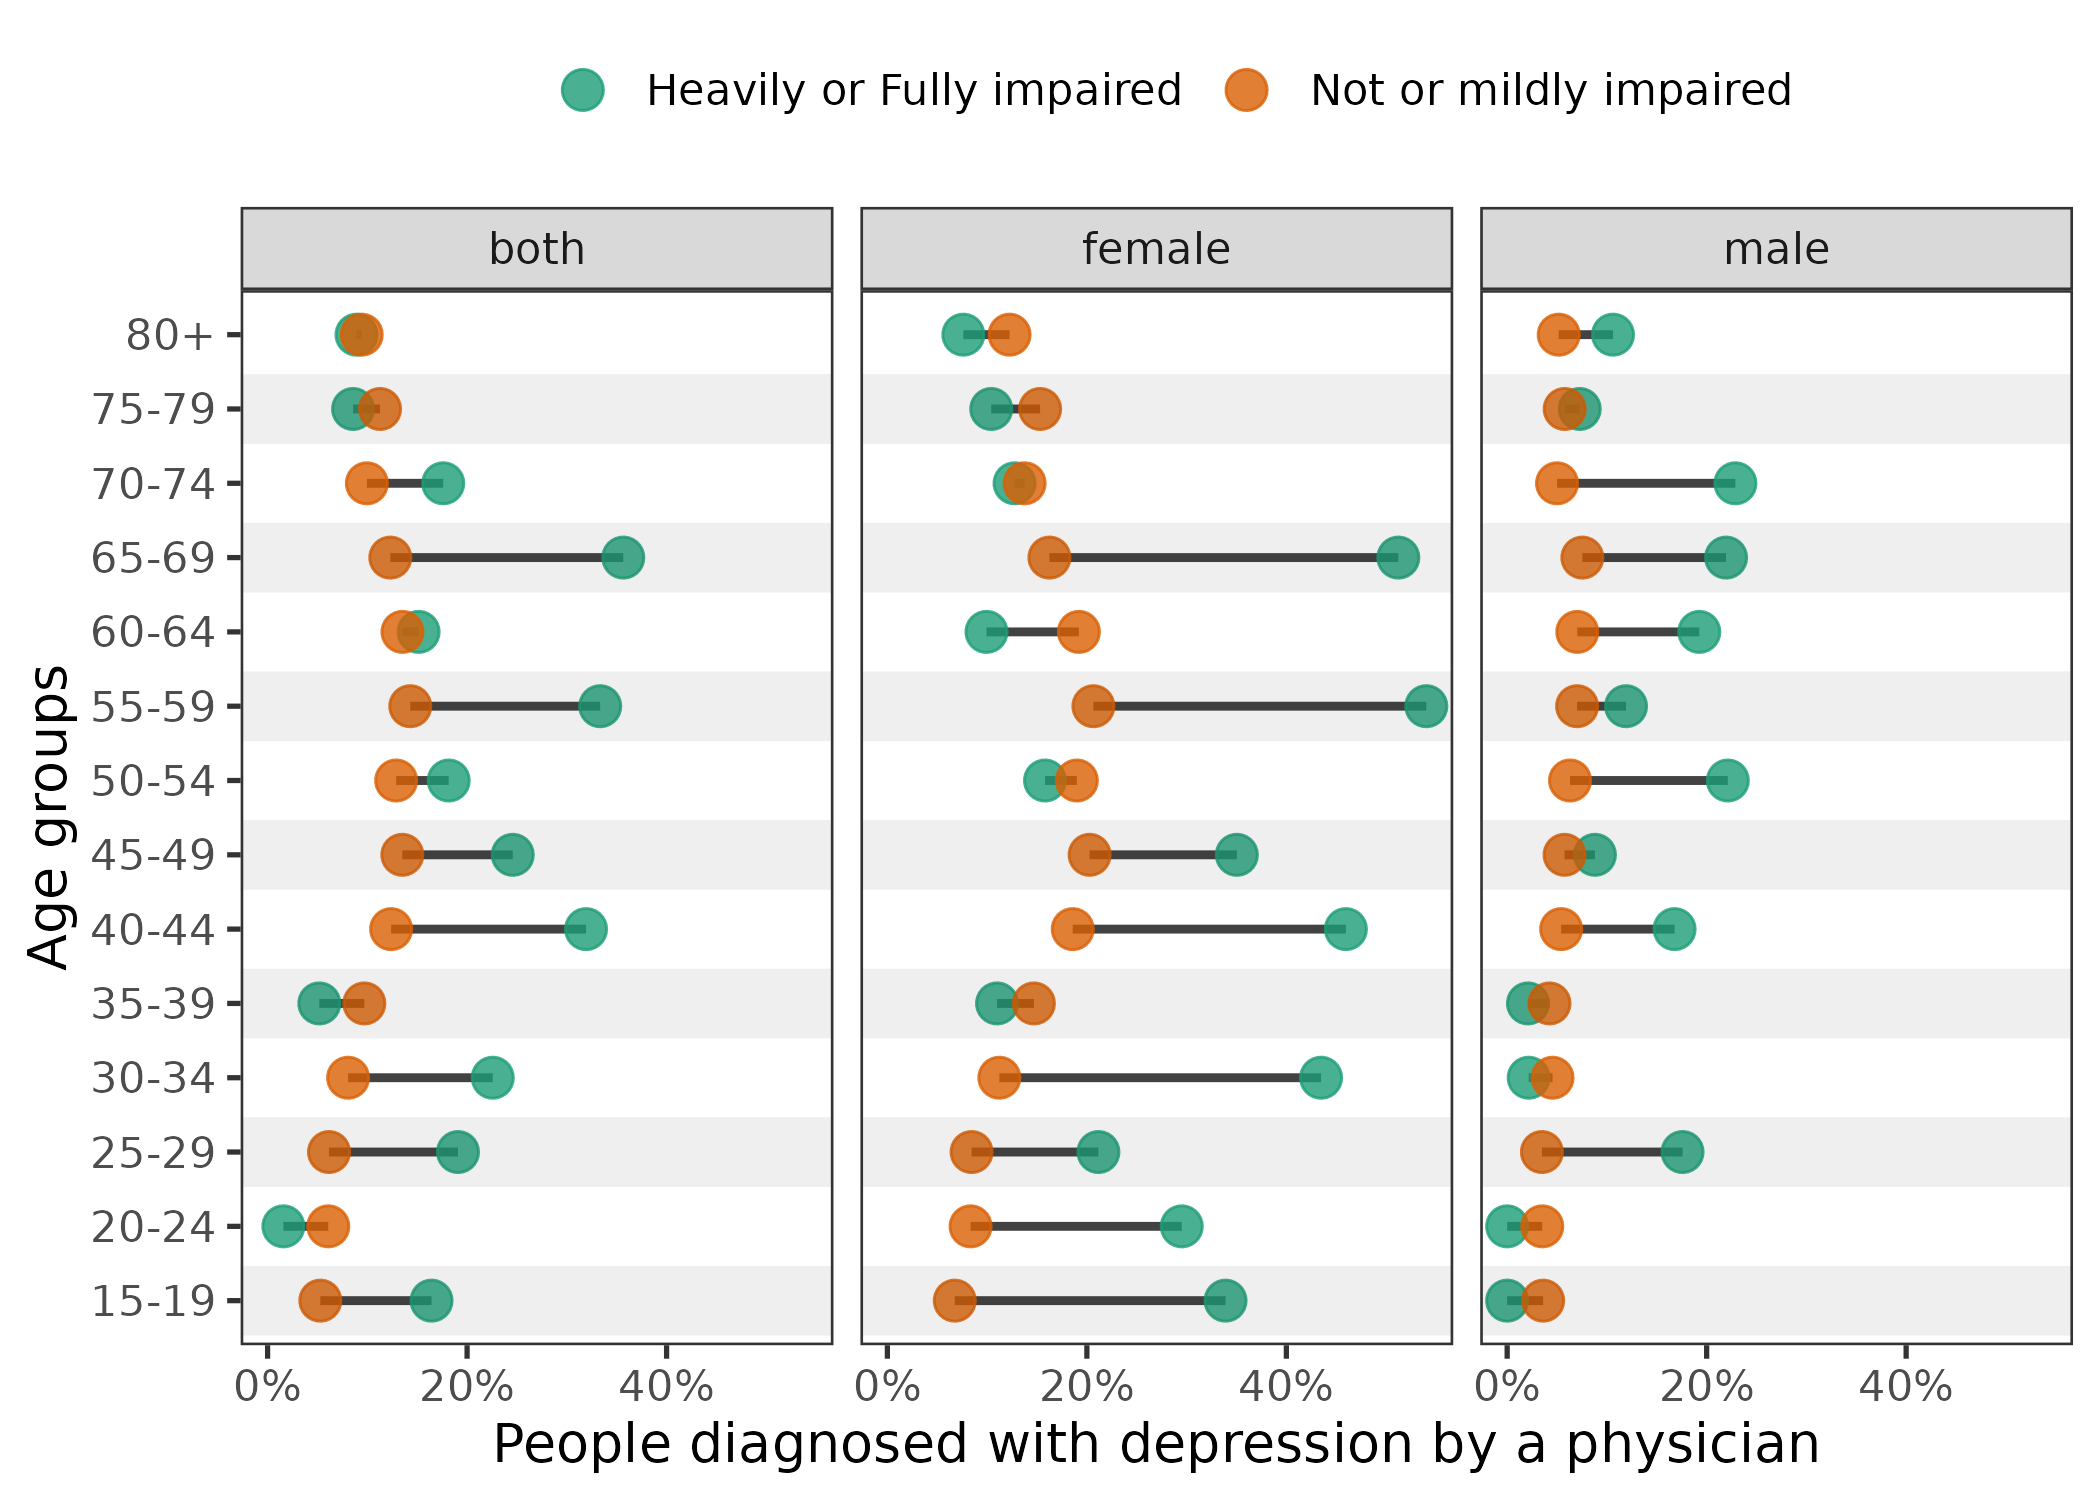 Heavily or Fully impaired Not or mildly impaired
both female male
80+
75-79
70-74
65-69
60-64
55-59
50-54
45-49
40-44
35-39
30-34
25-29
20-24
15-19
Age groups
0% 20% 40% 0% 20% 40% 0% 20% 40%
People diagnosed with depression by a physician